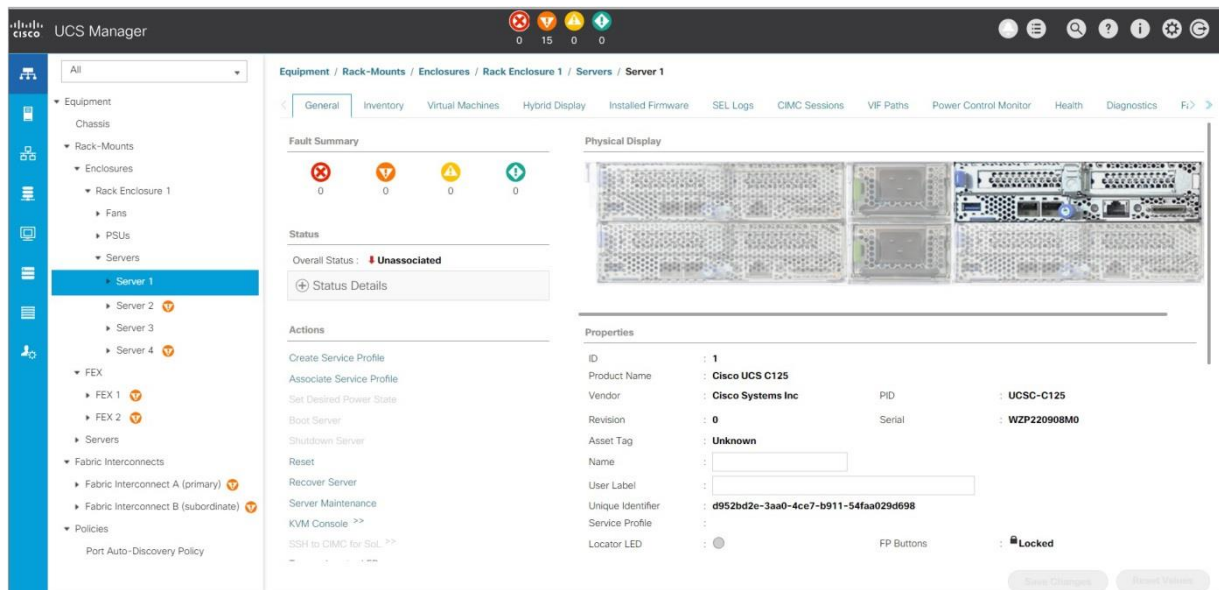 cisco UCS Manager
0 15 0 0
All
Equipment
Chassis
Rack-Mounts
Enclosures
Rack Enclosure 1
Fans
PSUs
Servers
Server 1
Server 2
Server 3
Server 4
FEX
FEX 1
FEX 2
Servers
Fabric Interconnects
Fabric Interconnect A (primary)
Fabric Interconnect B (subordinate)
Policies
Port Auto-Discovery Policy
Equipment / Rack-Mounts / Enclosures / Rack Enclosure 1 / Servers / Server 1
< General Inventory Virtual Machines Hybrid Display Installed Firmware SEL Logs CIMC Sessions VIF Paths Power Control Monitor Health Diagnostics
Fault Summary
0 0 0 0
Status
Overall Status : Unassociated
Status Details
Actions
Create Service Profile
Associate Service Profile
Set Desired Power State
Boot Server
Shutdown Server
Reset
Recover Server
Server Maintenance
KVM Console >>
SSH to CIMC for SoL >>
Physical Display
Properties
ID : 1
Product Name : Cisco UCS C125
Vendor : Cisco Systems Inc PID : UCSC-C125
Revision : 0 Serial : WZP220908M0
Asset Tag : Unknown
Name :
User Label :
Unique Identifier : d952bd2e-3aa0-4ce7-b911-54faa029d698
Service Profile :
Locator LED : FP Buttons : Locked
Save Changes Reset Values